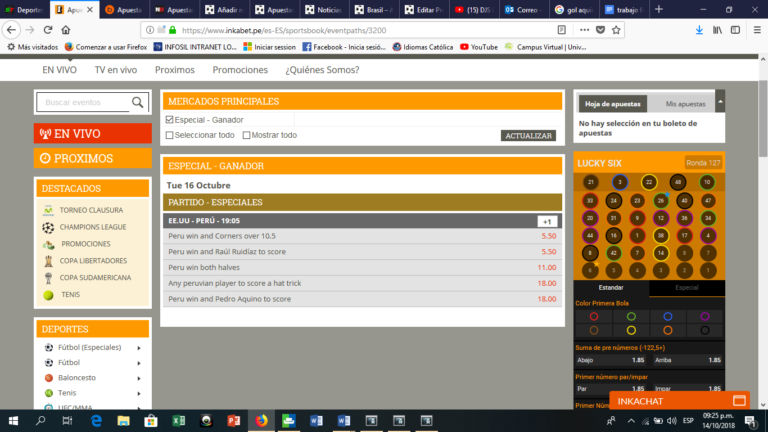 Deportes
Apue
Apuesta
Apuesta
Añadir n
Apuesta
Noticias
Brasil - A
Editar P
(15) DJS
Correo -
gol aquin
trabajo f
https://www.inkabet.pe/es-ES/sportsbook/eventpaths/3200
Más visitados
Comenzar a usar Firefox
INFOSIL INTRANET LO...
Iniciar session
Facebook - Inicia sesió...
Idiomas Católica
YouTube
Campus Virtual | Univ...
EN VIVO
TV en vivo
Proximos
Promociones
¿Quiénes Somos?
Buscar eventos
EN VIVO
PROXIMOS
DESTACADOS
TORNEO CLAUSURA
CHAMPIONS LEAGUE
PROMOCIONES
COPA LIBERTADORES
COPA SUDAMERICANA
TENIS
DEPORTES
Fútbol (Especiales)
Fútbol
Baloncesto
Tenis
UFC/MMA
MERCADOS PRINCIPALES
Especial - Ganador
Seleccionar todo
Mostrar todo
ACTUALIZAR
ESPECIAL - GANADOR
Tue 16 Octubre
PARTIDO - ESPECIALES
EE.UU - PERÚ - 19:05 +1
Peru win and Corners over 10.5 5.50
Peru win and Raúl Ruidíaz to score 5.50
Peru win both halves 11.00
Any peruvian player to score a hat trick 18.00
Peru win and Pedro Aquino to score 18.00
Hoja de apuestas
Mis apuestas
No hay selección en tu boleto de
apuestas
LUCKY SIX
Ronda 127
21 3 22 48 10
33 24 23 26 40 47
20 31 9 12 36 34
44 16 1 38 17 4
8 42 7 14
6 5 4 3 2 1
Estandar
Especial
Color Primera Bola
Suma de pre números (-122,5+)
Abajo 1.85 Arriba 1.85
Primer número par/impar
Par 1.85 Impar 1.85
Primer Núm
INKACHAT
ESP
09:25 p.m.
14/10/2018